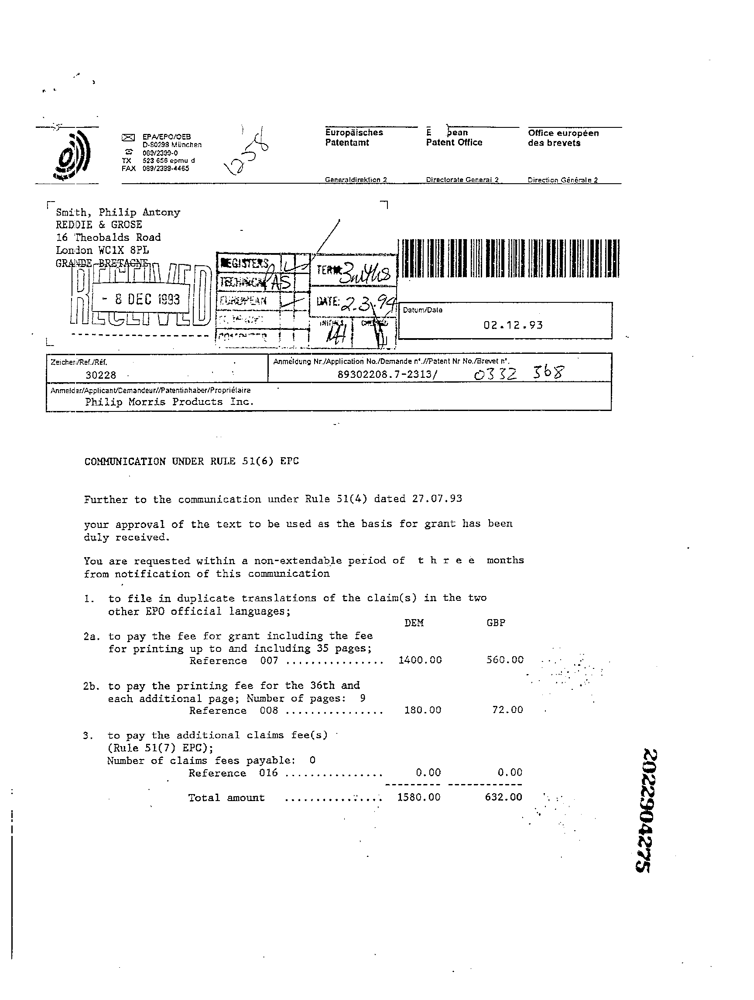 EPA/EPO/OEB
D-80298 München
089/2399-0
TX 523 656 epmu d
FAX 089/2399-4465
Europäisches
Patentamt
Generaldirektion 2
E pean
Patent Office
Directorate General 2
Office européen
des brevets
Direction Générale 2
Smith, Philip Antony
REDDIE & GROSE
16 Theobalds Road
London WC1X 8PL
GRANDE-BRETAGNE
- 8 DEC 1993
RECEIVED
REGISTERS
TECHNICAL AS
EUROPEAN
COMPUTER
TERM: 3mths
DATE: 2.3.94
INITIAL CHECKED
Datum/Date
02.12.93
Zeichen/Ref./Réf.
30228
Anmeldung Nr./Application No./Demande n°.//Patent Nr No./Brevet n°.
89302208.7-2313/ 0332 368
Anmelder/Applicant/Demandeur//Patentinhaber/Proprietor/Propriétaire
Philip Morris Products Inc.
COMMUNICATION UNDER RULE 51(6) EPC
Further to the communication under Rule 51(4) dated 27.07.93
your approval of the text to be used as the basis for grant has been
duly received.
You are requested within a non-extendable period of t h r e e months
from notification of this communication
1. to file in duplicate translations of the claim(s) in the two
other EPO official languages;
DEM GBP
2a. to pay the fee for grant including the fee
for printing up to and including 35 pages;
Reference 007 ................ 1400.00 560.00
2b. to pay the printing fee for the 36th and
each additional page; Number of pages: 9
Reference 008 ................ 180.00 72.00
3. to pay the additional claims fee(s)
(Rule 51(7) EPC);
Number of claims fees payable: 0
Reference 016 ................ 0.00 0.00
Total amount ................ 1580.00 632.00
2022904275